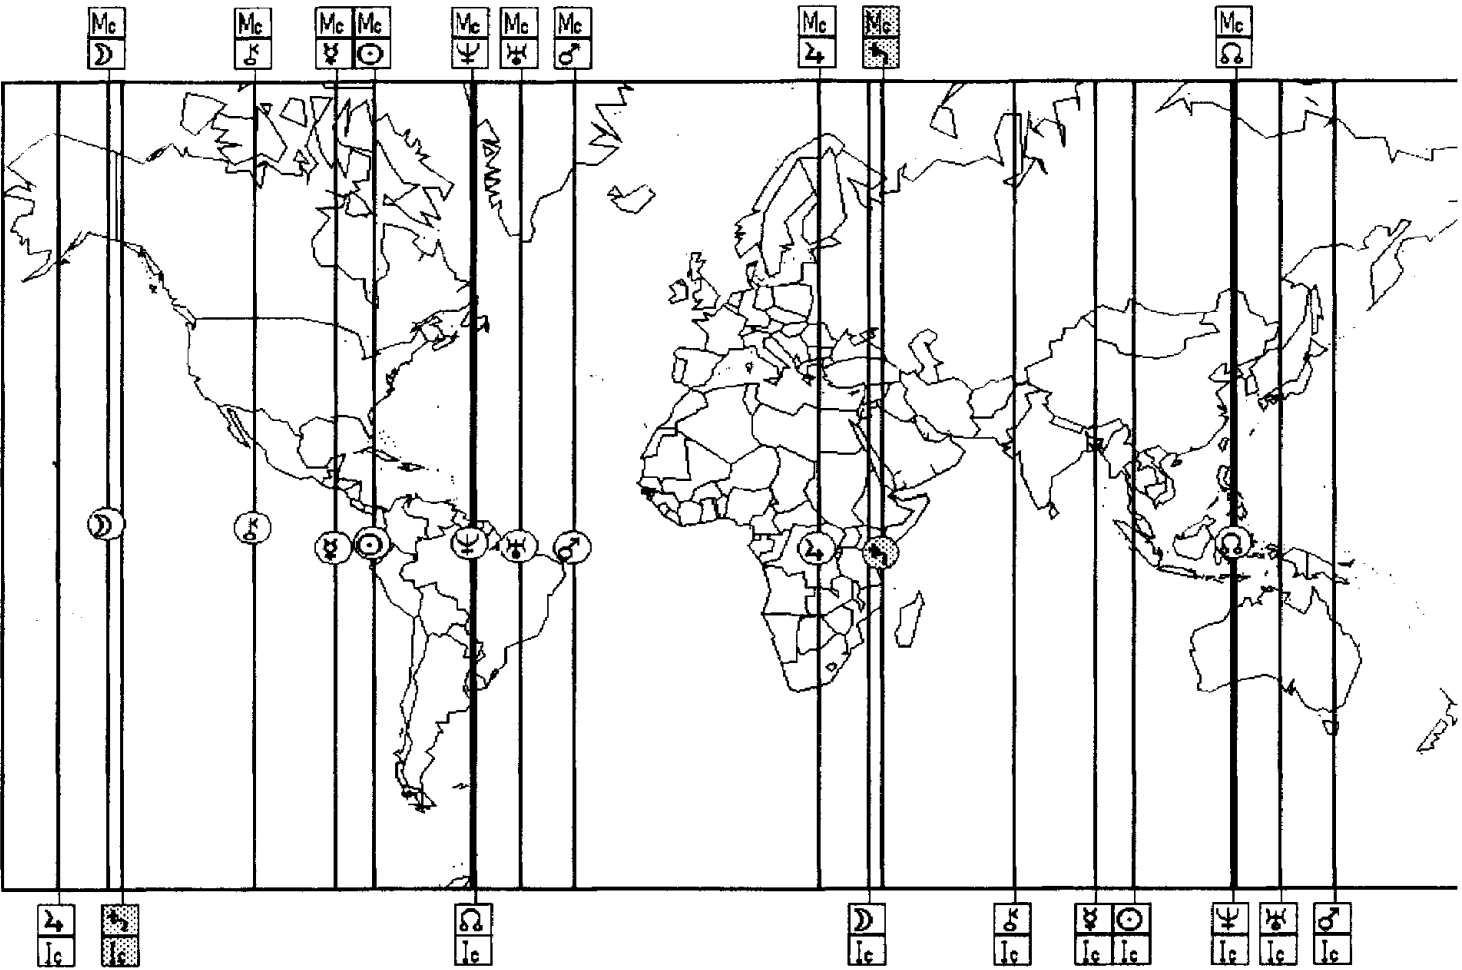 Mc Mc Mc Mc Mc Mc Mc Mc Mc Mc
☽ ⚷ ☿ ☉ ♆ ♅ ♂ ♃ ♄ ☊
☽ ⚷ ☿ ☉ ♆ ♅ ♂ ♃ ♄ ☊
♃ ♄ ☊ ☽ ⚷ ☿ ☉ ♆ ♅ ♂
Ic Ic Ic Ic Ic Ic Ic Ic Ic Ic